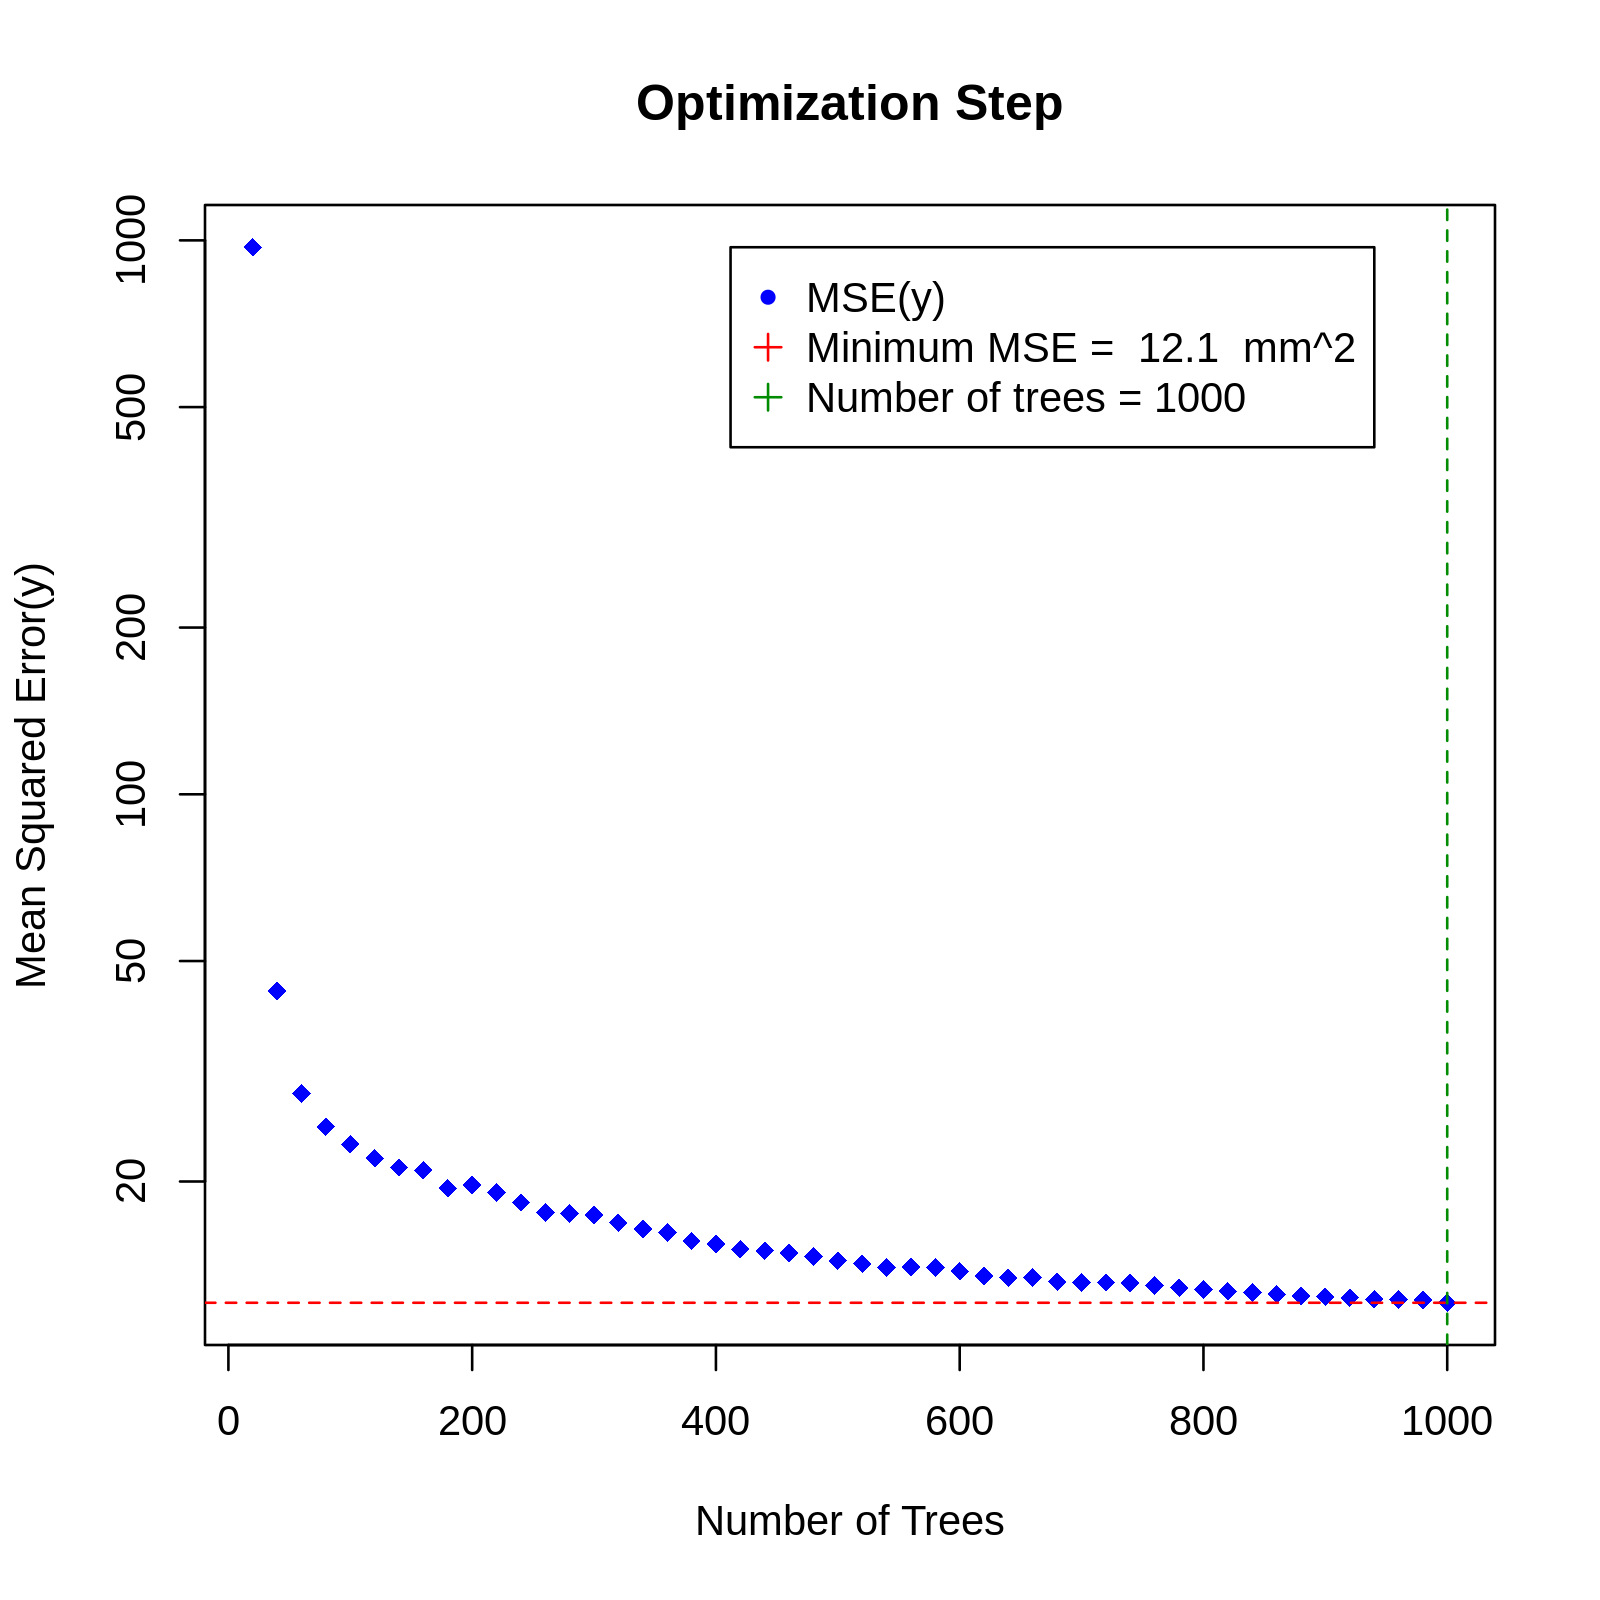 Optimization Step
MSE(y)
Minimum MSE =  12.1  mm^2
Number of trees = 1000
Mean Squared Error(y)
1000
500
200
100
50
20
0 200 400 600 800 1000
Number of Trees